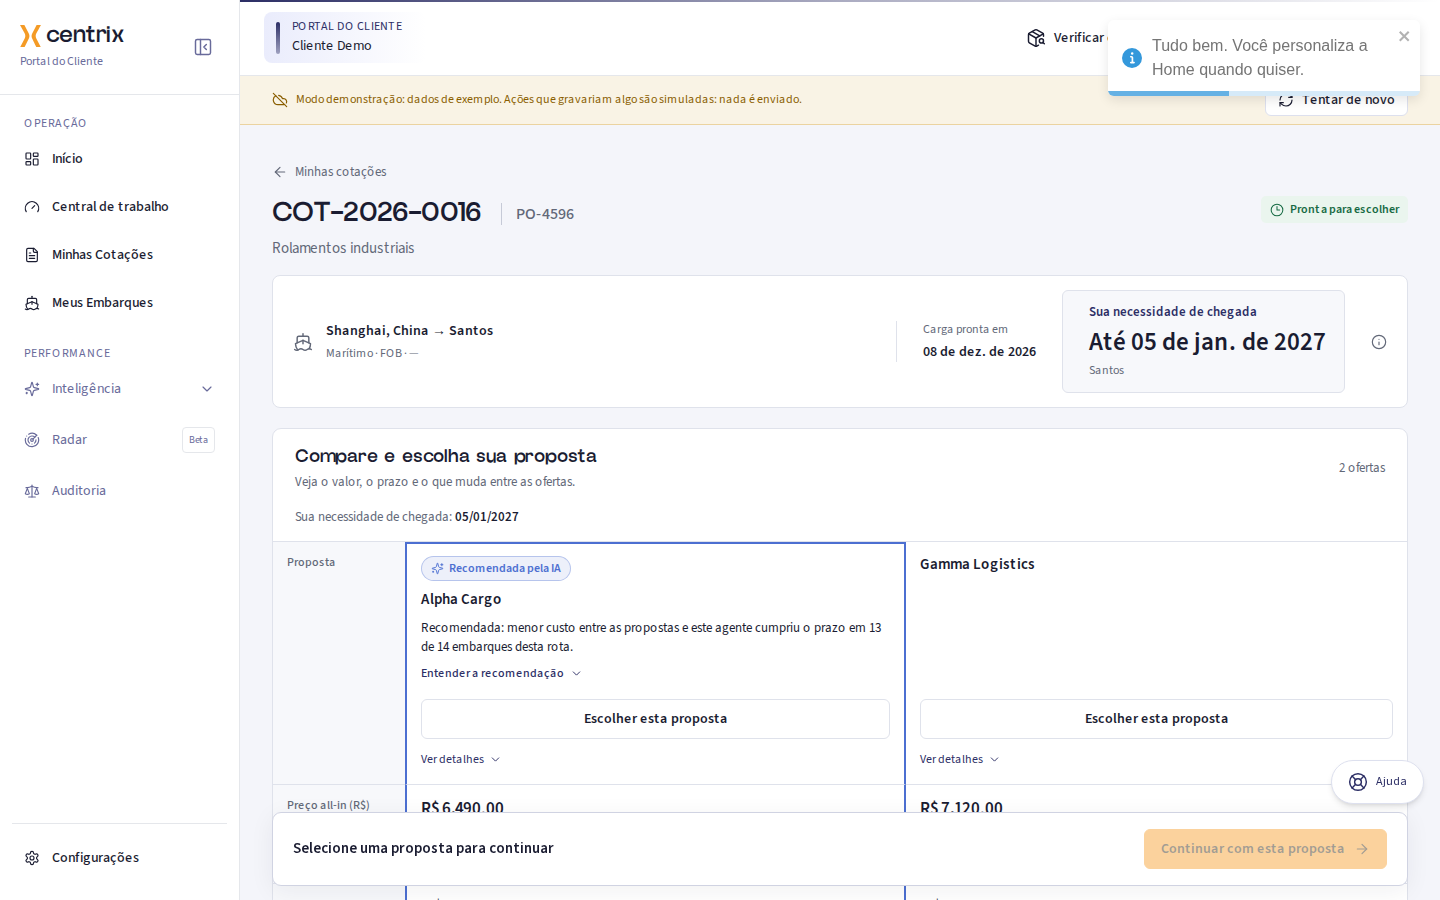 centrix
Portal do Cliente
OPERAÇÃO
Início
Central de trabalho
Minhas Cotações
Meus Embarques
PERFORMANCE
Inteligência
Radar
Beta
Auditoria
Configurações
PORTAL DO CLIENTE
Cliente Demo
Verificar
Tudo bem. Você personaliza a
Home quando quiser.
Modo demonstração: dados de exemplo. Ações que gravariam algo são simuladas: nada é enviado.
Tentar de novo
Minhas cotações
COT-2026-0016
PO-4596
Pronta para escolher
Rolamentos industriais
Shanghai, China → Santos
Marítimo · FOB · —
Carga pronta em
08 de dez. de 2026
Sua necessidade de chegada
Até 05 de jan. de 2027
Santos
Compare e escolha sua proposta
Veja o valor, o prazo e o que muda entre as ofertas.
2 ofertas
Sua necessidade de chegada: 05/01/2027
Proposta
Recomendada pela IA
Alpha Cargo
Recomendada: menor custo entre as propostas e este agente cumpriu o prazo em 13
de 14 embarques desta rota.
Entender a recomendação
Escolher esta proposta
Ver detalhes
Gamma Logistics
Escolher esta proposta
Ver detalhes
Ajuda
Preço all-in (R$)
R$ 6.490,00
R$ 7.120,00
Selecione uma proposta para continuar
Continuar com esta proposta